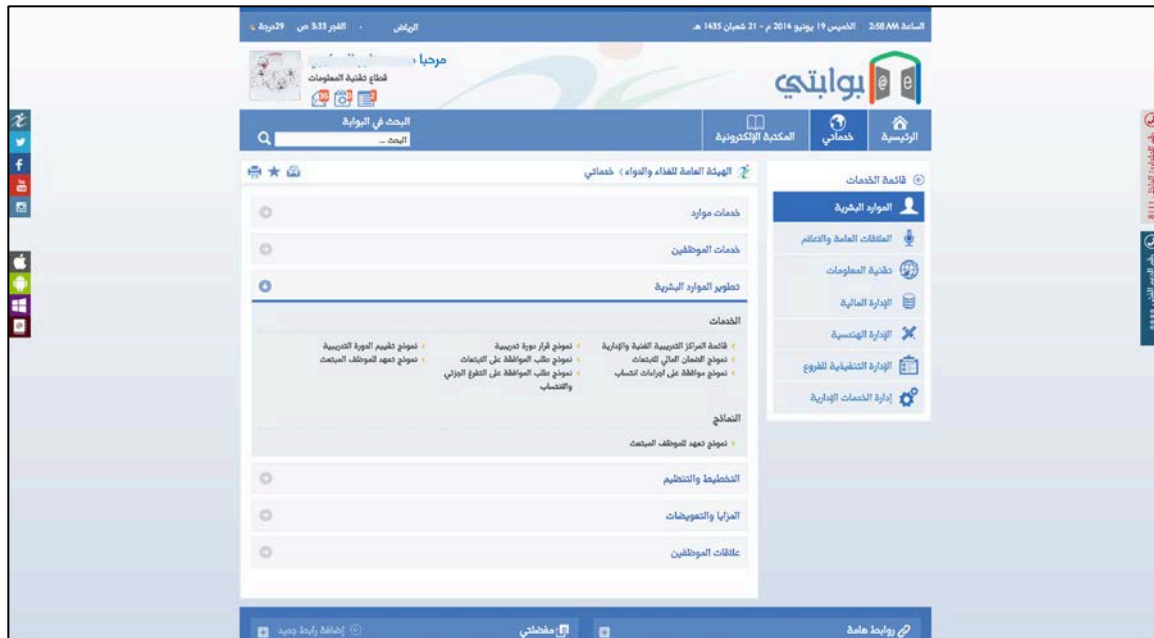 الساعة 2:58 AM
الخميس ١٩ يونيو 2014 م - 21 شعبان 1435 هـ
الرياض
الفجر 3:33 ص
29درجة
بوابتي
مرحبا
قطاع تقنية المعلومات
الرئيسية
خدماتي
المكتبة الإلكترونية
البحث في البوابة
البحث ...
قائمة الخدمات
الموارد البشرية
العلاقات العامة والاعلام
تقنية المعلومات
الإدارة المالية
الإدارة الهندسية
الإدارة التنفيذية للفروع
إدارة الخدمات الإدارية
الهيئة العامة للغذاء والدواء > خدماتي
خدمات موارد
خدمات الموظفين
تطوير الموارد البشرية
الخدمات
قائمة المراكز التدريبية الفنية والإدارية
نموذج الضمان المالي للابتعاث
نموذج موافقة على اجراءات انتساب
نموذج قرار دورة تدريبية
نموذج طلب الموافقة على الابتعاث
نموذج طلب الموافقة على التفرغ الجزئي
والانتساب
نموذج تقييم الدورة التدريبية
نموذج تعهد للموظف المبتعث
النماذج
نموذج تعهد للموظف المبتعث
التخطيط والتنظيم
المزايا والتعويضات
علاقات الموظفين
روابط هامة
مفضلتي
إضافة رابط جديد